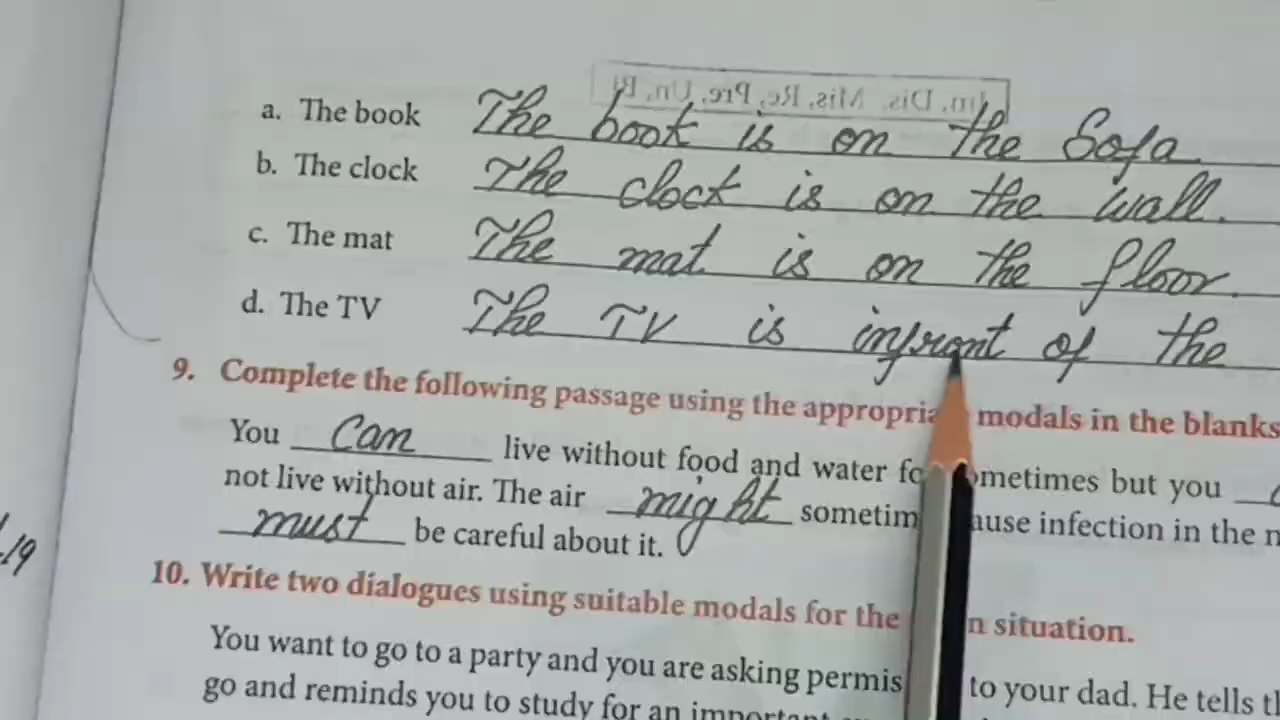 Im, Dis, Mis, Re, Pre, Un, Bi
a. The book The book is on the Sofa
b. The clock The clock is on the wall.
c. The mat The mat is on the floor.
d. The TV The TV is infront of the
9. Complete the following passage using the appropria modals in the blanks
You can live without food and water fo ometimes but you
not live without air. The air might sometim ause infection in the n
must be careful about it.
10. Write two dialogues using suitable modals for the n situation.
You want to go to a party and you are asking permis to your dad. He tells th
go and reminds you to study for an important
.19